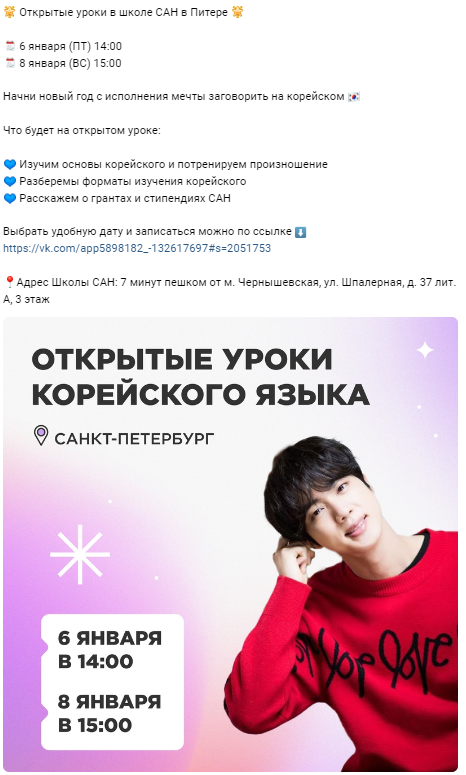 Открытые уроки в школе САН в Питере
6 января (ПТ) 14:00
8 января (ВС) 15:00
Начни новый год с исполнения мечты заговорить на корейском 🇰🇷
Что будет на открытом уроке:
💙 Изучим основы корейского и потренируем произношение
💙 Разберемы форматы изучения корейского
💙 Расскажем о грантах и стипендиях САН
Выбрать удобную дату и записаться можно по ссылке ⬇️
https://vk.com/app5898182_-132617697#s=2051753
📍Адрес Школы САН: 7 минут пешком от м. Чернышевская, ул. Шпалерная, д. 37 лит.
А, 3 этаж
ОТКРЫТЫЕ УРОКИ
КОРЕЙСКОГО ЯЗЫКА
САНКТ-ПЕТЕРБУРГ
6 ЯНВАРЯ
В 14:00
8 ЯНВАРЯ
В 15:00
for love